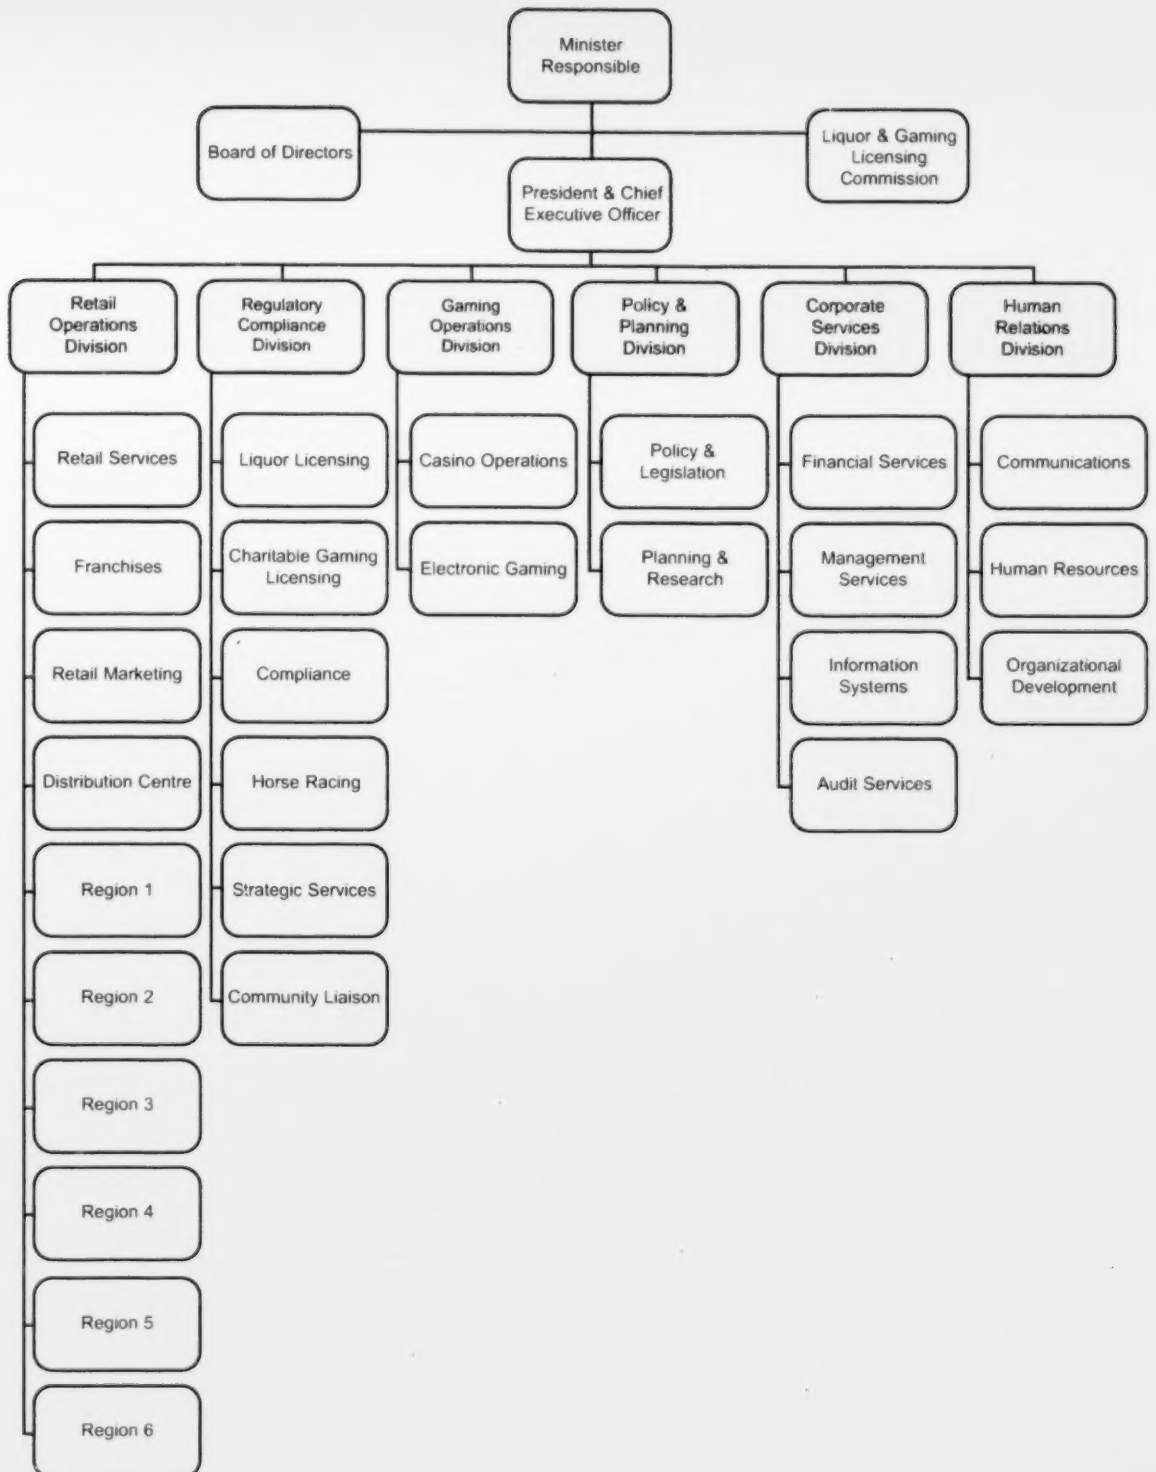 Minister
Responsible
Board of Directors
Liquor & Gaming
Licensing
Commission
President & Chief
Executive Officer
Retail
Operations
Division
Regulatory
Compliance
Division
Gaming
Operations
Division
Policy &
Planning
Division
Corporate
Services
Division
Human
Relations
Division
Retail Services
Franchises
Retail Marketing
Distribution Centre
Region 1
Region 2
Region 3
Region 4
Region 5
Region 6
Liquor Licensing
Charitable Gaming
Licensing
Compliance
Horse Racing
Strategic Services
Community Liaison
Casino Operations
Electronic Gaming
Policy &
Legislation
Planning &
Research
Financial Services
Management
Services
Information
Systems
Audit Services
Communications
Human Resources
Organizational
Development